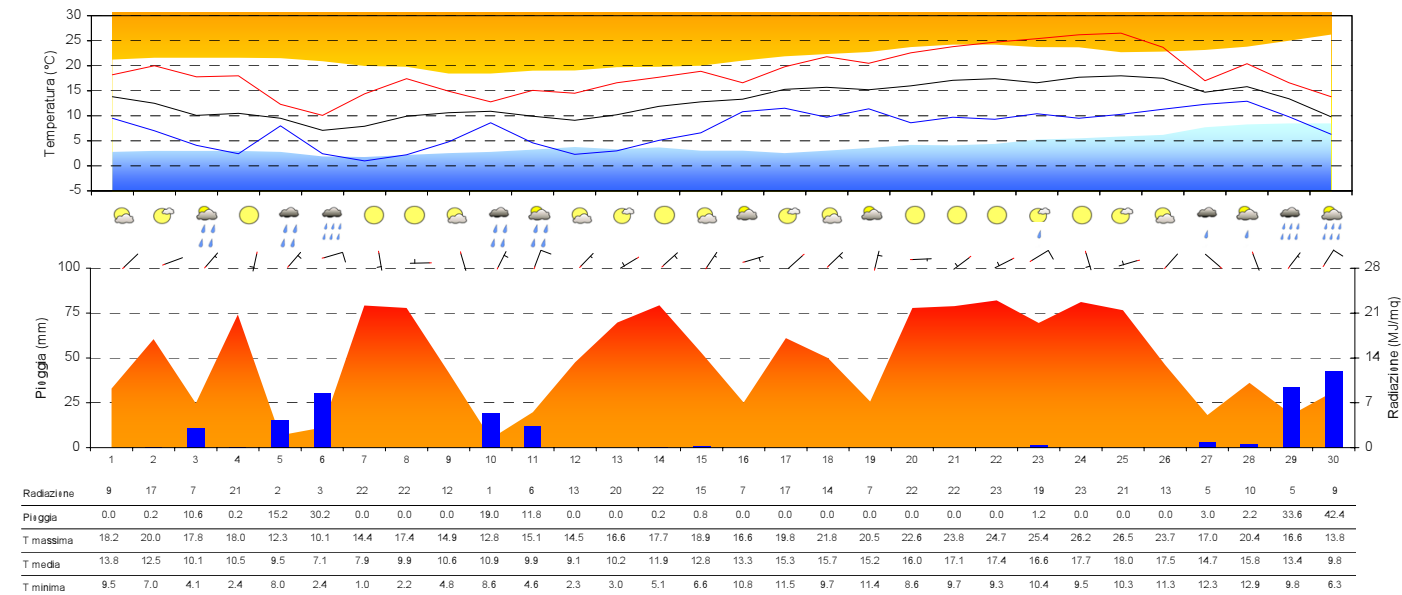 Temperatura (°C)
30
25
20
15
10
5
0
-5
Pioggia (mm)
100
75
50
25
0
28
21
14
7
0
Radiazione (MJ/mq)
1 2 3 4 5 6 7 8 9 10 11 12 13 14 15 16 17 18 19 20 21 22 23 23 25 26 27 28 29 30
Radiazione 9 17 7 21 2 3 22 22 12 1 6 13 20 22 15 7 17 14 7 22 22 23 19 23 21 13 5 10 5 9
Pioggia 0.0 0.2 10.6 0.2 15.2 30.2 0.0 0.0 0.0 19.0 11.8 0.0 0.0 0.2 0.8 0.0 0.0 0.0 0.0 0.0 0.0 0.0 1.2 0.0 0.0 0.0 3.0 2.2 33.6 42.4
T massima 18.2 20.0 17.8 18.0 12.3 10.1 14.4 17.4 14.9 12.8 15.1 14.5 16.6 17.7 18.9 16.6 19.8 21.8 20.5 22.6 23.8 24.7 25.4 26.2 26.5 23.7 17.0 20.4 16.6 13.8
T media 13.8 12.5 10.1 10.5 9.5 7.1 7.9 9.9 10.6 10.9 9.9 9.1 10.2 11.9 12.8 13.3 15.3 15.7 15.2 16.0 17.1 17.4 16.6 17.7 18.0 17.5 14.7 15.8 13.4 9.8
T minima 9.5 7.0 4.1 2.4 8.0 2.4 1.0 2.2 4.8 8.6 4.6 2.3 3.0 5.1 6.6 10.8 11.5 9.7 11.4 8.6 9.7 9.3 10.4 9.5 10.3 11.3 12.3 12.9 9.8 6.3